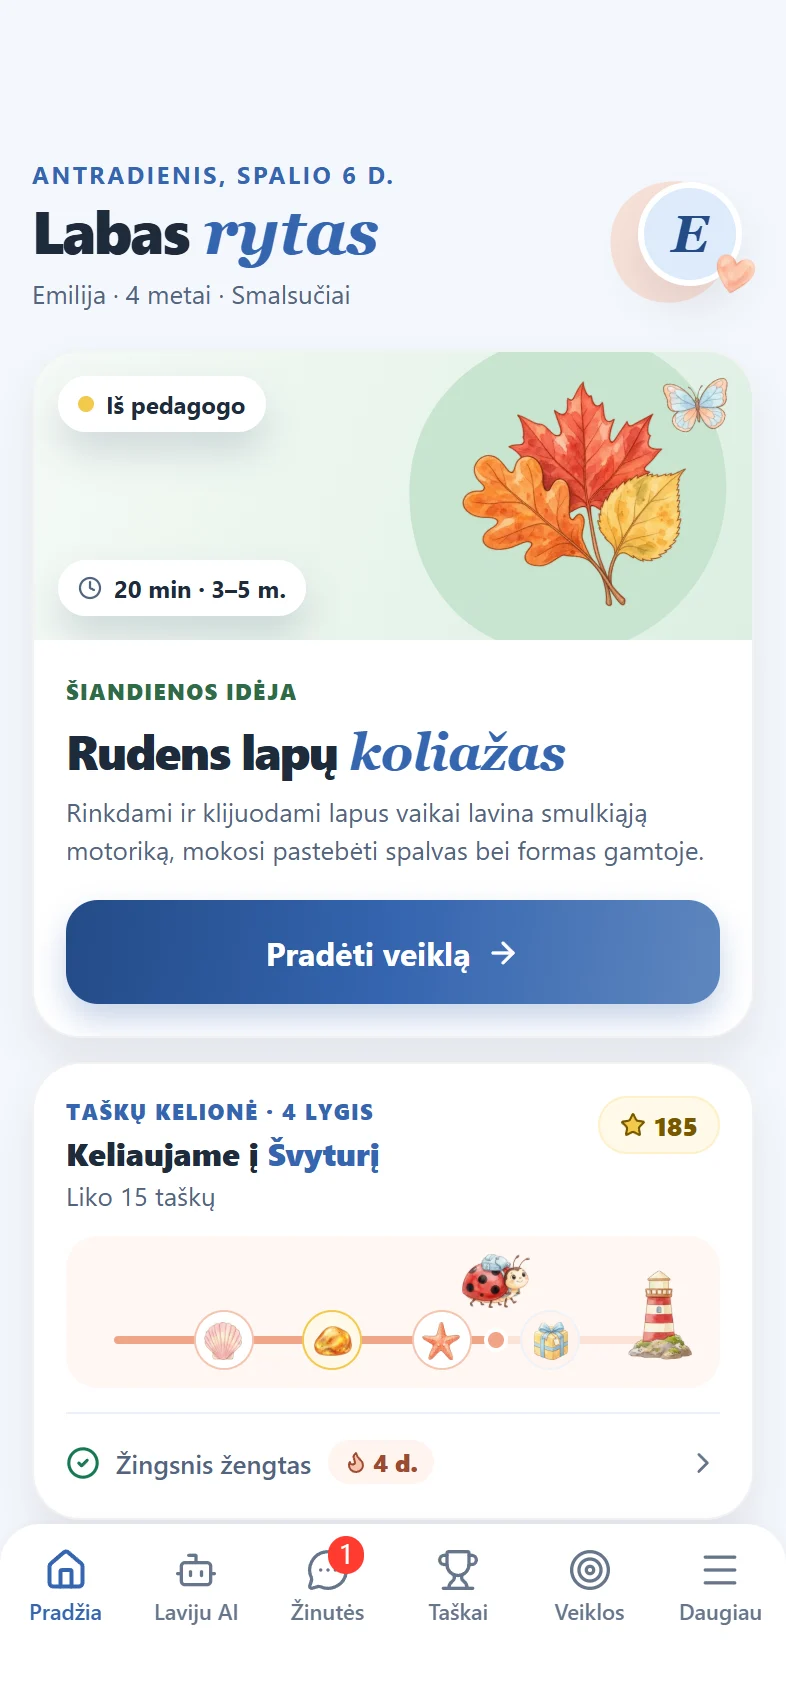 ANTRADIENIS, SPALIO 6 D.
Labas rytas
Emilija · 4 metai · Smalsučiai
E
Iš pedagogo
20 min · 3–5 m.
ŠIANDIENOS IDĖJA
Rudens lapų koliažas
Rinkdami ir klijuodami lapus vaikai lavina smulkiąją
motoriką, mokosi pastebėti spalvas bei formas gamtoje.
Pradėti veiklą
TAŠKŲ KELIONĖ · 4 LYGIS
Keliaujame į Švyturį
185
Liko 15 taškų
Žingsnis žengtas
4 d.
1
Pradžia
Laviju AI
Žinutės
Taškai
Veiklos
Daugiau